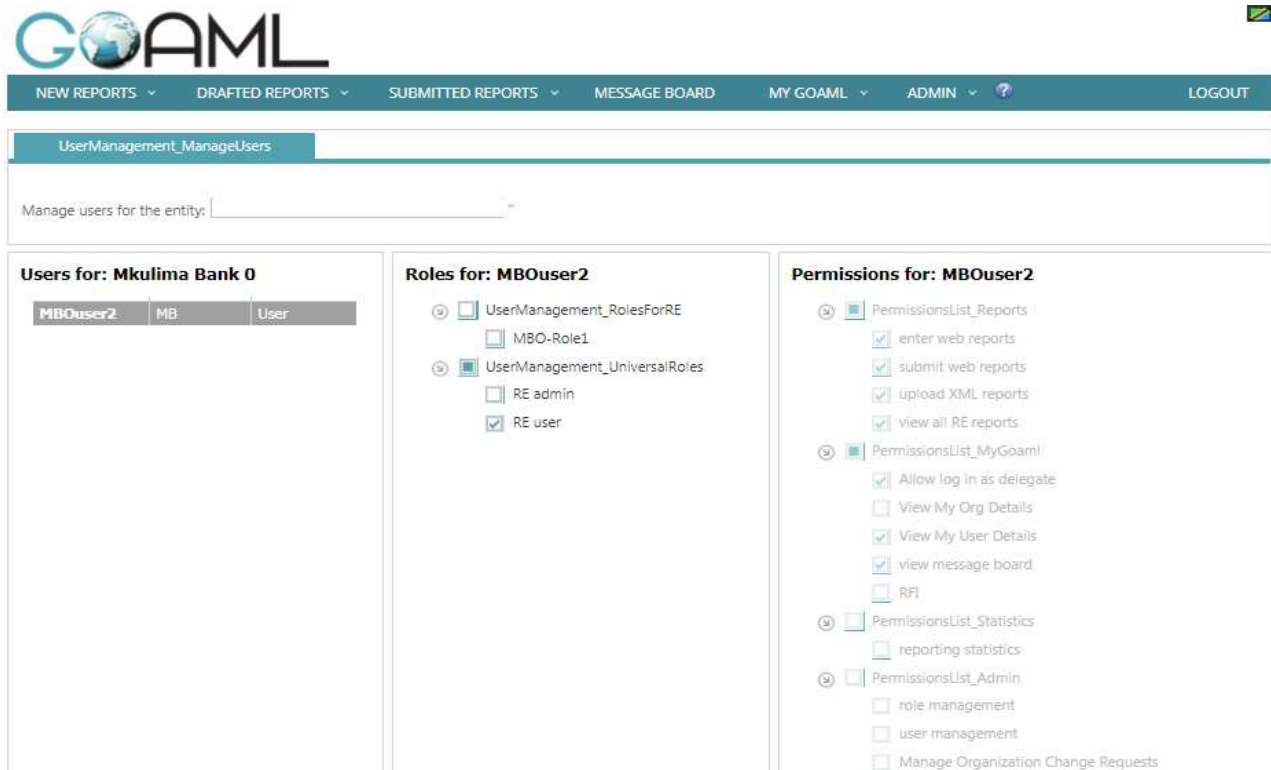 GOAML
NEW REPORTS DRAFTED REPORTS SUBMITTED REPORTS MESSAGE BOARD MY GOAML ADMIN ? LOGOUT
UserManagement_ManageUsers
Manage users for the entity:
Users for: Mkulima Bank 0
MBOuser2 MB User
Roles for: MBOuser2
UserManagement_RolesForRE
MBO-Role1
UserManagement_UniversalRoles
RE admin
RE user
Permissions for: MBOuser2
PermissionsList_Reports
enter web reports
submit web reports
upload XML reports
view all RE reports
PermissionsList_MyGoaml
Allow log in as delegate
View My Org Details
View My User Details
view message board
RFI
PermissionsList_Statistics
reporting statistics
PermissionsList_Admin
role management
user management
Manage Organization Change Requests